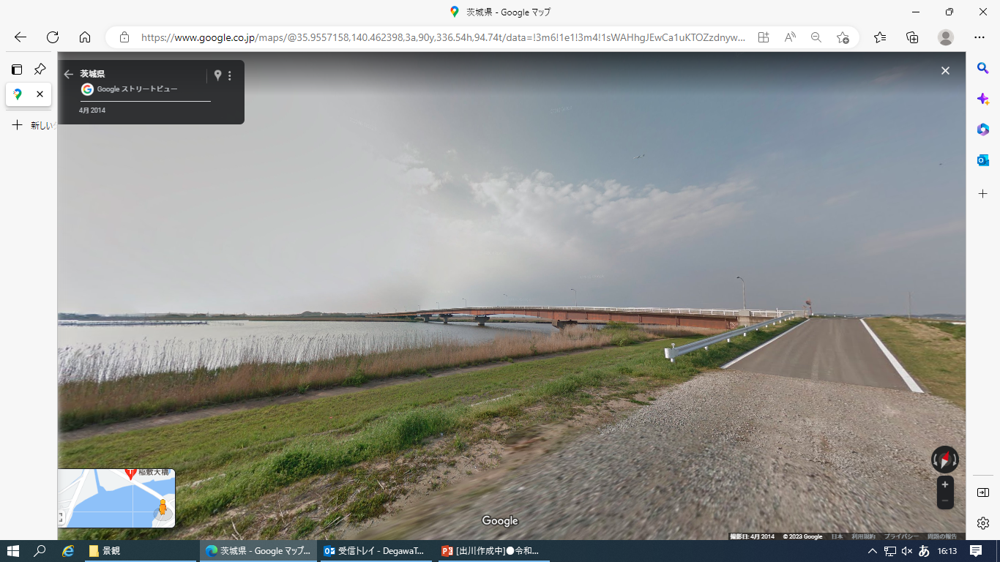 茨城県 - Google マップ
https://www.google.co.jp/maps/@35.9557158,140.462398,3a,90y,336.54h,94.74t/data=!3m6!1e1!3m4!1sWAHhgJEwCa1uKTOZzdnyw...
茨城県
Google ストリートビュー
4月 2014
新しい
稲敷大橋
Google
撮影日: 4月 2014 © 2023 Google 日本 利用規約 プライバシー 問題の報告
景観
茨城県 - Google マップ...
受信トレイ - DegawaT...
[出川作成中]●令和...
あ
16:13